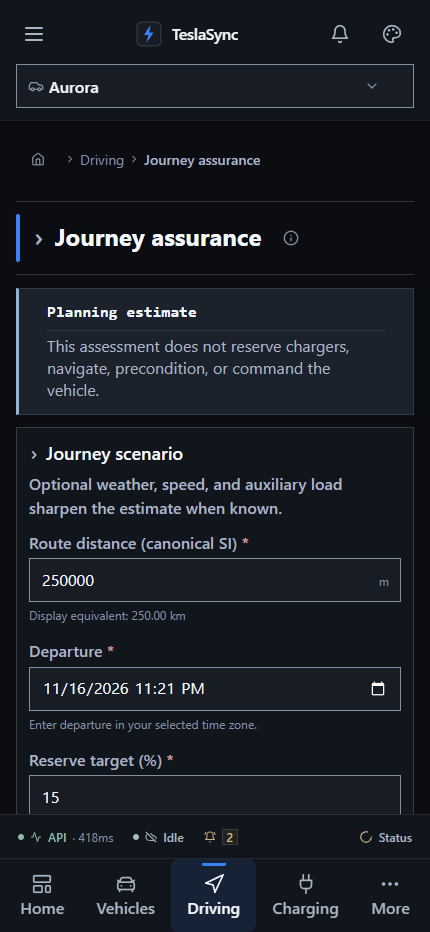 TeslaSync
Aurora
Driving
Journey assurance
Journey assurance
Planning estimate
This assessment does not reserve chargers,
navigate, precondition, or command the
vehicle.
Journey scenario
Optional weather, speed, and auxiliary load
sharpen the estimate when known.
Route distance (canonical SI) *
250000 m
Display equivalent: 250.00 km
Departure *
11/16/2026 11:21 PM
Enter departure in your selected time zone.
Reserve target (%) *
15
API · 418ms Idle 2 Status
Home Vehicles Driving Charging More